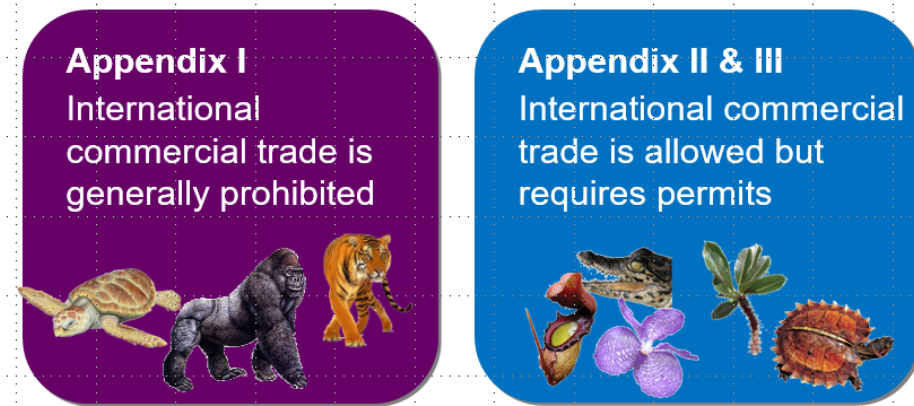 Appendix I
International
commercial trade is
generally prohibited
Appendix II & III
International commercial
trade is allowed but
requires permits